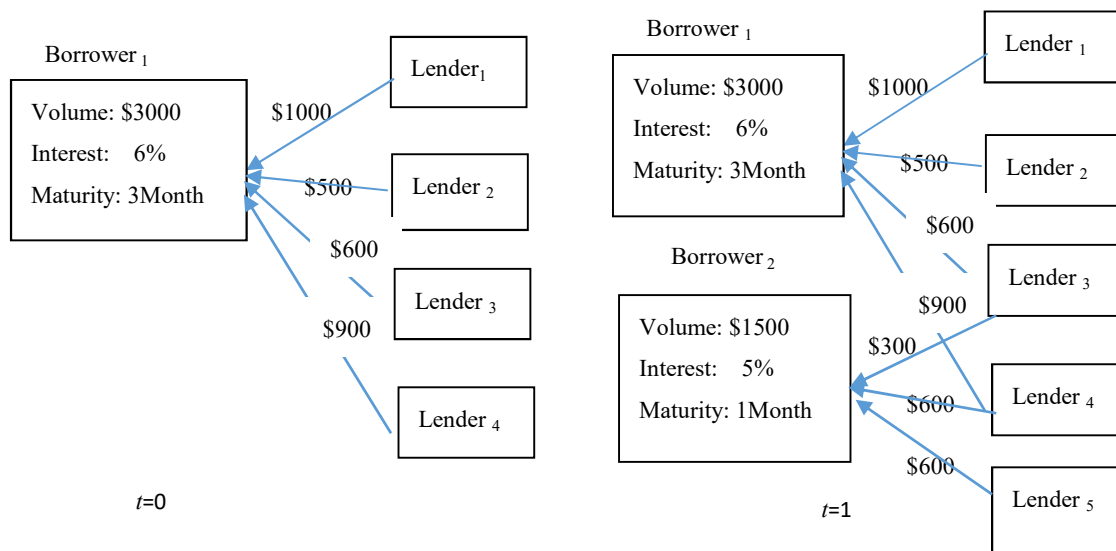 Borrower 1
Volume: $3000
Interest: 6%
Maturity: 3Month
Lender1
Lender 2
Lender 3
Lender 4
$1000
$500
$600
$900
t=0
Borrower 1
Volume: $3000
Interest: 6%
Maturity: 3Month
Borrower 2
Volume: $1500
Interest: 5%
Maturity: 1Month
Lender 1
Lender 2
Lender 3
Lender 4
Lender 5
$1000
$500
$600
$900
$300
$600
$600
t=1